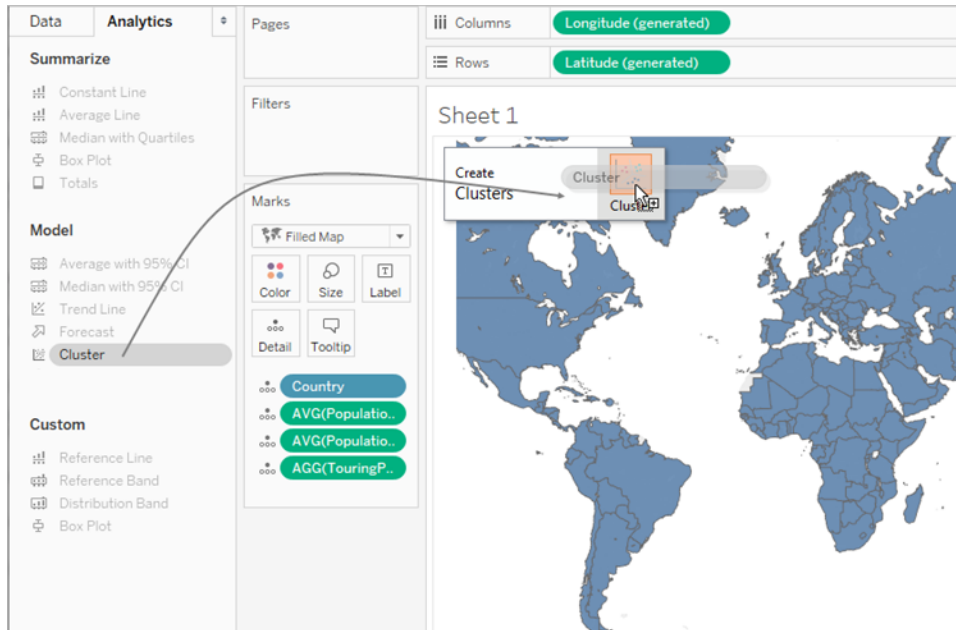 Data
Analytics
Summarize
Constant Line
Average Line
Median with Quartiles
Box Plot
Totals
Model
Average with 95% CI
Median with 95% CI
Trend Line
Forecast
Cluster
Custom
Reference Line
Reference Band
Distribution Band
Box Plot
Pages
Filters
Marks
Filled Map
Color
Size
T
Label
Detail
Tooltip
Country
AVG(Populatio..
AVG(Populatio..
AGG(TouringP..
Columns
Longitude (generated)
Rows
Latitude (generated)
Sheet 1
Create
Clusters
Cluster
Cluster